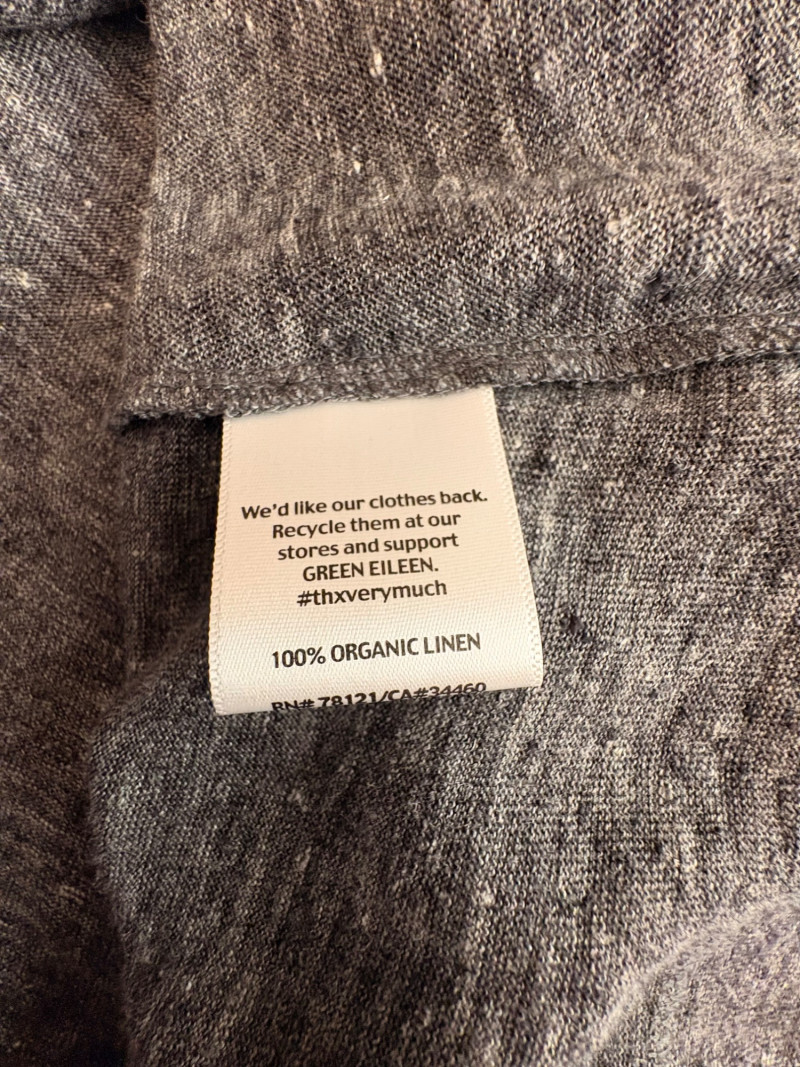 We'd like our clothes back.
Recycle them at our
stores and support
GREEN EILEEN.
#thxverymuch
100% ORGANIC LINEN
RN# 78121/CA#34460